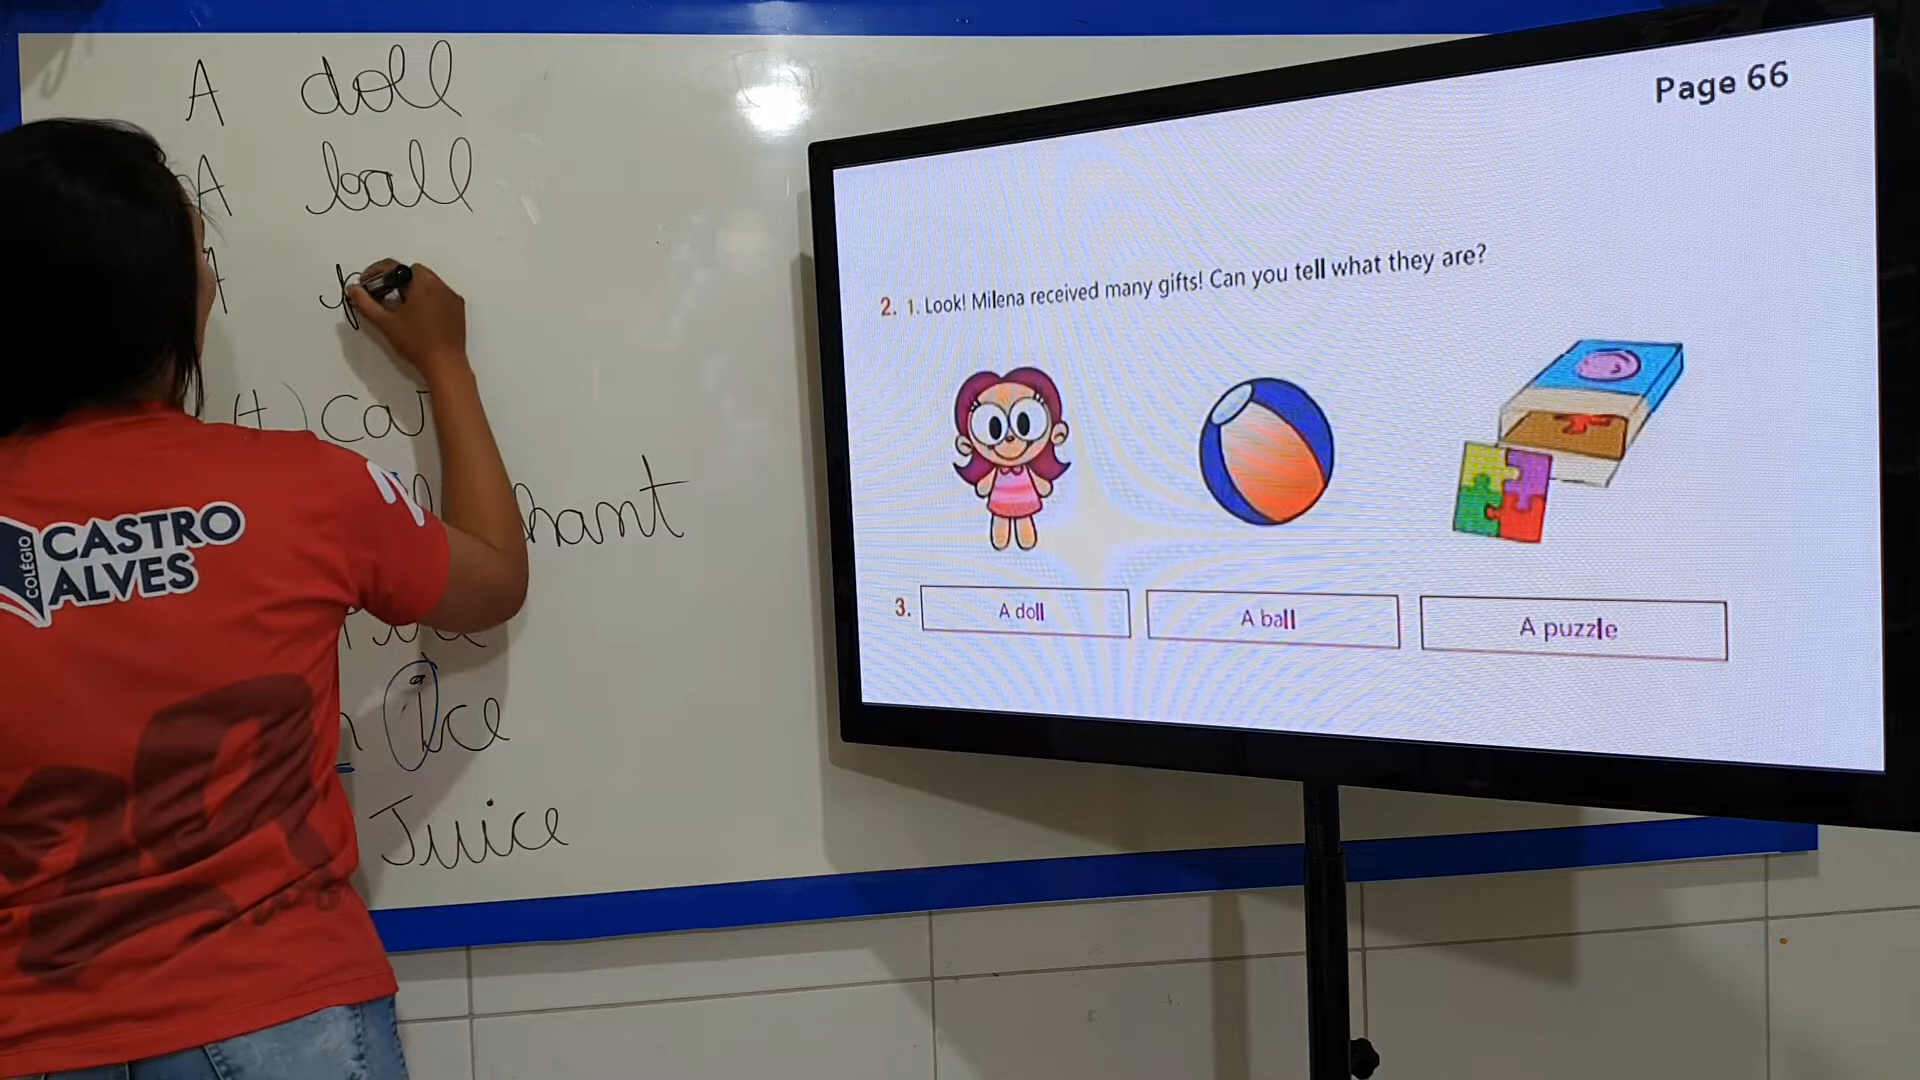 A doll
A ball
A p
A) car
hant
ice
Juice
COLÉGIO
CASTRO
ALVES
Page 66
2. 1. Look! Milena received many gifts! Can you tell what they are?
3. A doll A ball A puzzle